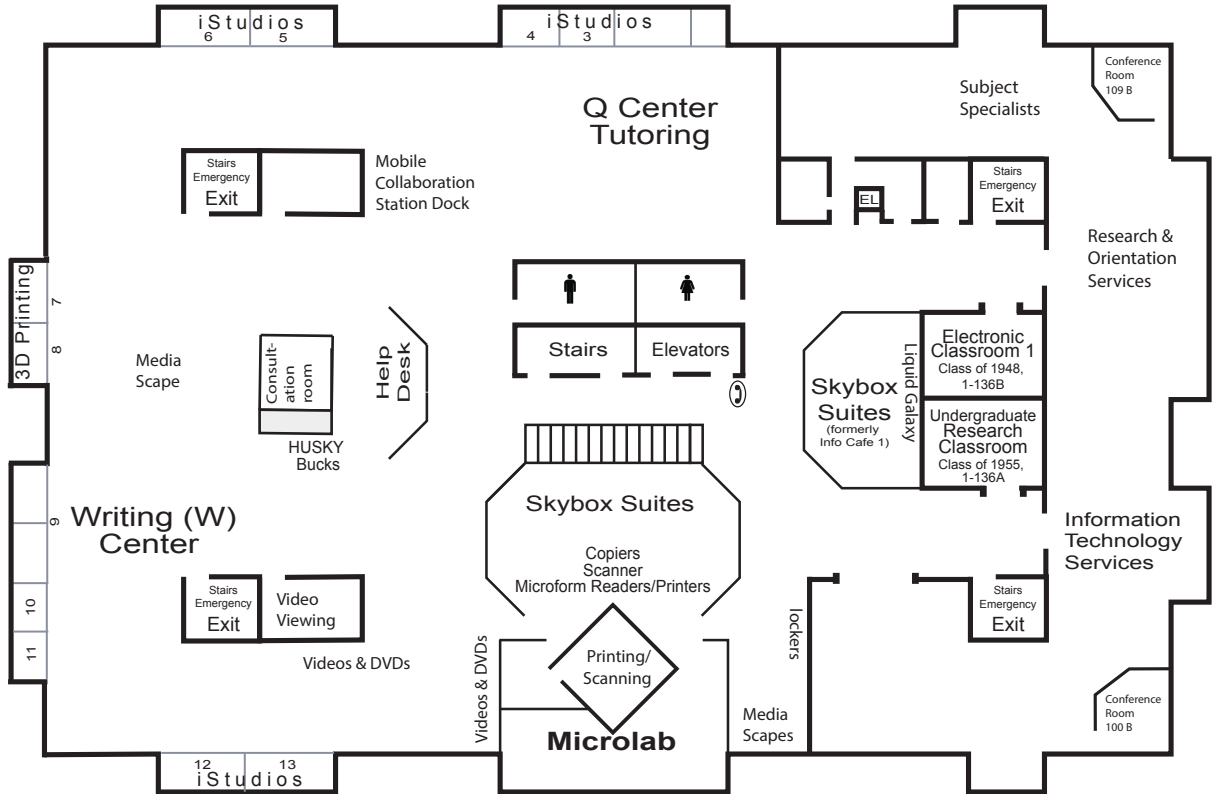 iStudios
6 5
iStudios
4 3
Conference
Room
109 B
Subject
Specialists
Q Center
Tutoring
Stairs
Emergency
Exit
Mobile
Collaboration
Station Dock
EL
Stairs
Emergency
Exit
Research &
Orientation
Services
3D Printing
7
8
Media
Scape
Consult-
ation
room
HUSKY
Bucks
Help
Desk
Stairs
Elevators
Skybox
Suites
(formerly
Info Cafe 1)
Liquid Galaxy
Electronic
Classroom 1
Class of 1948,
1-136B
Undergraduate
Research
Classroom
Class of 1955,
1-136A
Writing (W)
Center
9
10
11
Skybox Suites
Copiers
Scanner
Microform Readers/Printers
Information
Technology
Services
Stairs
Emergency
Exit
Video
Viewing
Videos & DVDs
Videos & DVDs
Printing/
Scanning
Microlab
Media
Scapes
lockers
Stairs
Emergency
Exit
Conference
Room
100 B
12 13
iStudios